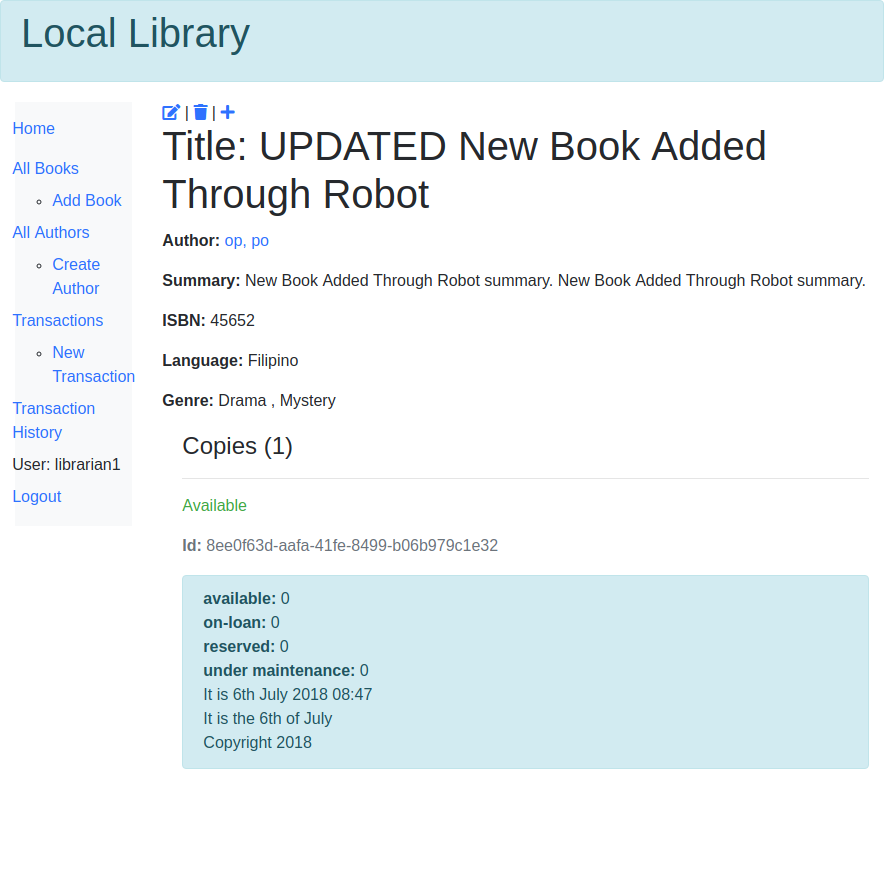 Local Library
Home
All Books
Add Book
All Authors
Create
Author
Transactions
New
Transaction
Transaction
History
User: librarian1
Logout
| |
Title: UPDATED New Book Added
Through Robot
Author: op, po
Summary: New Book Added Through Robot summary. New Book Added Through Robot summary.
ISBN: 45652
Language: Filipino
Genre: Drama , Mystery
Copies (1)
Available
Id: 8ee0f63d-aafa-41fe-8499-b06b979c1e32
available: 0
on-loan: 0
reserved: 0
under maintenance: 0
It is 6th July 2018 08:47
It is the 6th of July
Copyright 2018